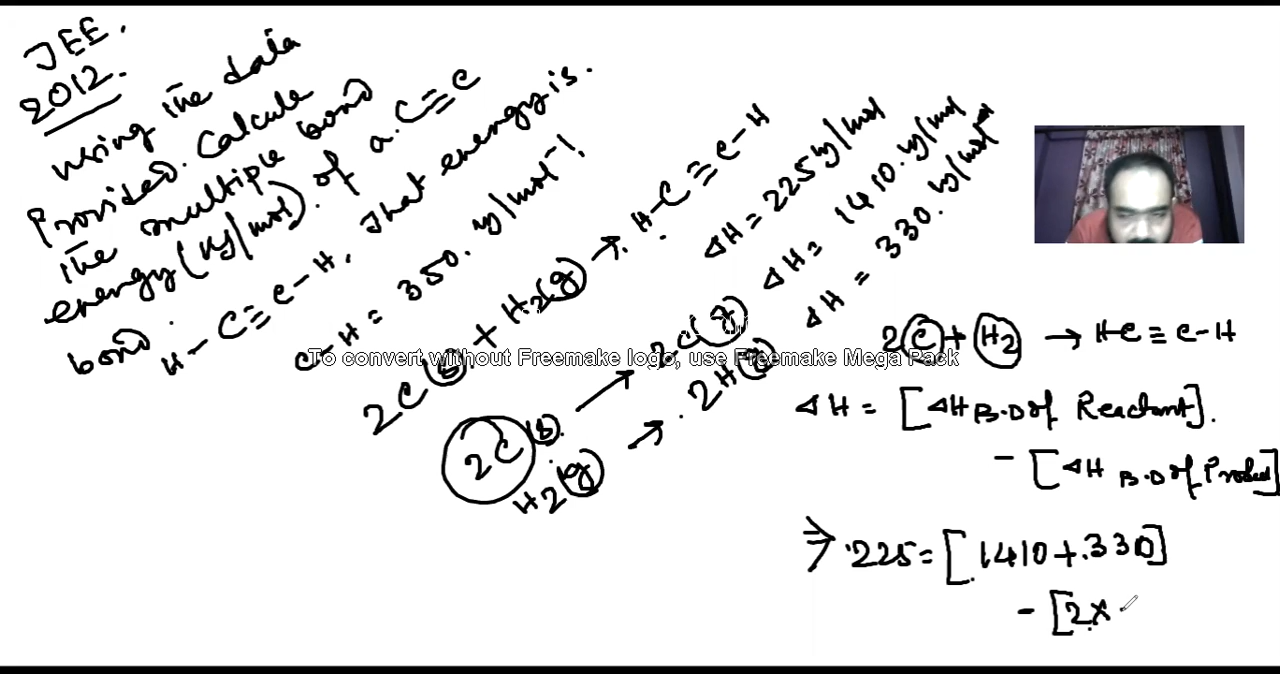 JEE.
2012.
using the data
Provided. Calcule
the multiple bond
energy (kJ/mol). of a. C≡C
bond. H-C≡C-H, That energy is.
C-H = 350. kJ/mol⁻¹,
2C(s) + H₂(g) → H-C≡C-H
ΔH = 225 kJ/mol
2C(s). → 2C(g) ΔH = 1410. kJ/mol
H₂(g) → 2H(g) ΔH = 330. kJ/mol
To convert without Freemake logo, use Freemake Mega Pack
2C + H₂ → HC≡C-H
ΔH = [ΔH B.D of Reactant].
- [ΔH B.D of Product]
⇒ 225 = [1410 + 330]
- [2x